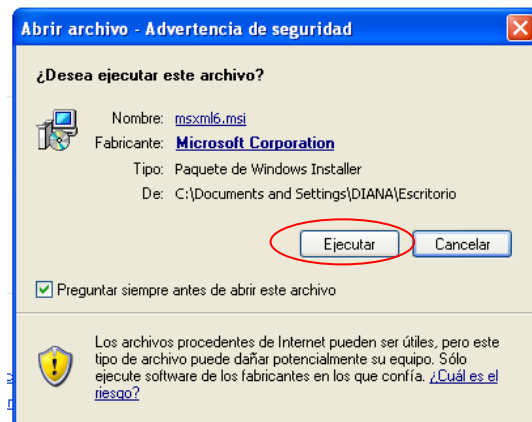 Abrir archivo - Advertencia de seguridad
¿Desea ejecutar este archivo?
Nombre: msxml6.msi
Fabricante: Microsoft Corporation
Tipo: Paquete de Windows Installer
De: C:\Documents and Settings\DIANA\Escritorio
Ejecutar Cancelar
Preguntar siempre antes de abrir este archivo
Los archivos procedentes de Internet pueden ser útiles, pero este
tipo de archivo puede dañar potencialmente su equipo. Sólo
ejecute software de los fabricantes en los que confía. ¿Cuál es el
riesgo?